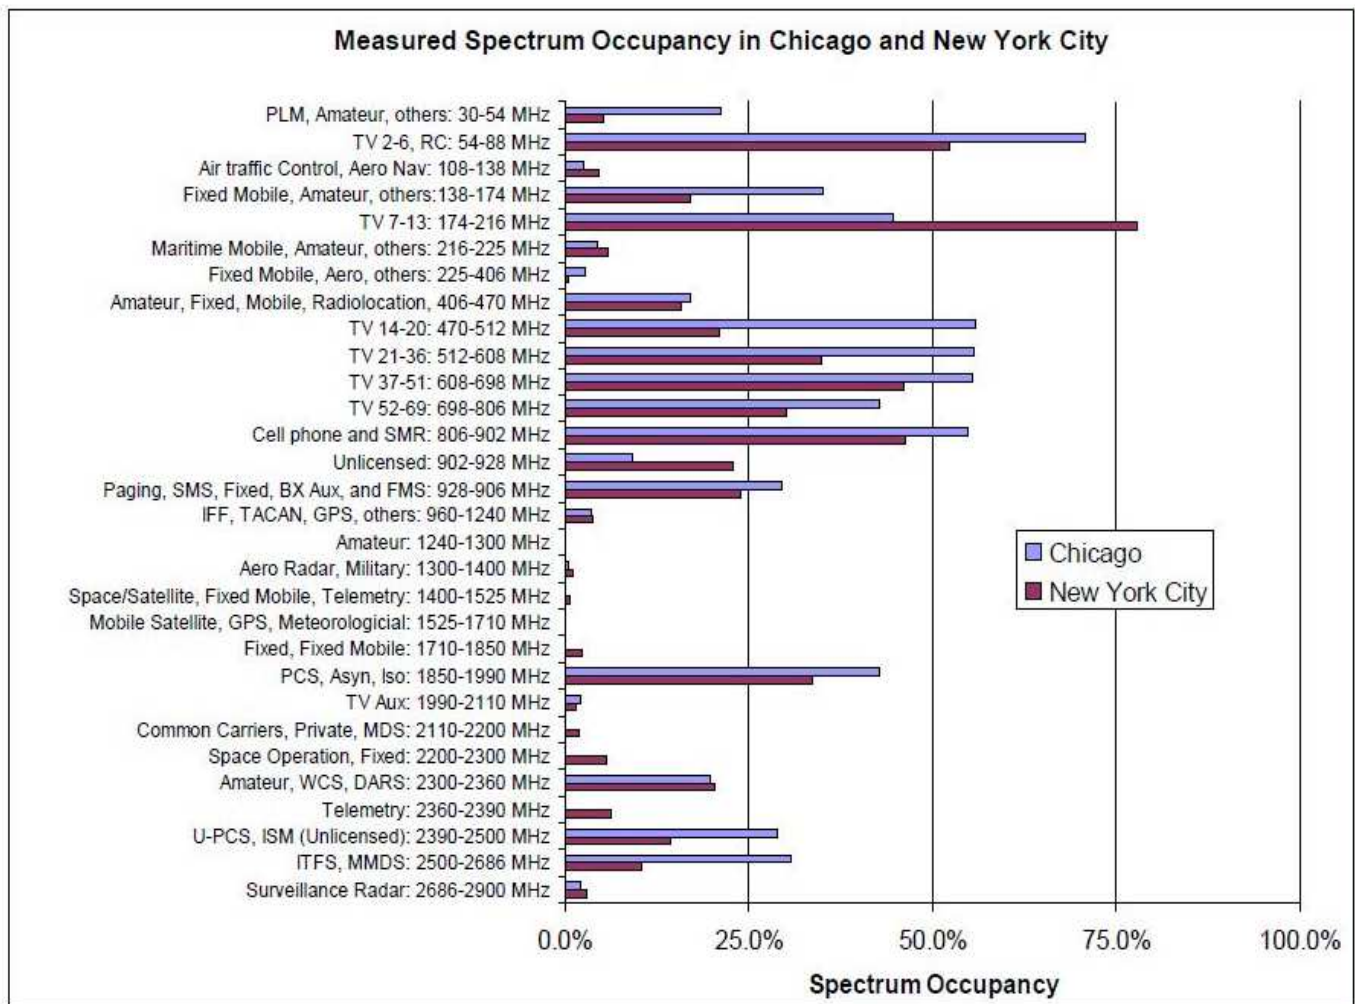 Measured Spectrum Occupancy in Chicago and New York City
PLM, Amateur, others: 30-54 MHz
TV 2-6, RC: 54-88 MHz
Air traffic Control, Aero Nav: 108-138 MHz
Fixed Mobile, Amateur, others:138-174 MHz
TV 7-13: 174-216 MHz
Maritime Mobile, Amateur, others: 216-225 MHz
Fixed Mobile, Aero, others: 225-406 MHz
Amateur, Fixed, Mobile, Radiolocation, 406-470 MHz
TV 14-20: 470-512 MHz
TV 21-36: 512-608 MHz
TV 37-51: 608-698 MHz
TV 52-69: 698-806 MHz
Cell phone and SMR: 806-902 MHz
Unlicensed: 902-928 MHz
Paging, SMS, Fixed, BX Aux, and FMS: 928-906 MHz
IFF, TACAN, GPS, others: 960-1240 MHz
Amateur: 1240-1300 MHz
Aero Radar, Military: 1300-1400 MHz
Space/Satellite, Fixed Mobile, Telemetry: 1400-1525 MHz
Mobile Satellite, GPS, Meteorologicial: 1525-1710 MHz
Fixed, Fixed Mobile: 1710-1850 MHz
PCS, Asyn, Iso: 1850-1990 MHz
TV Aux: 1990-2110 MHz
Common Carriers, Private, MDS: 2110-2200 MHz
Space Operation, Fixed: 2200-2300 MHz
Amateur, WCS, DARS: 2300-2360 MHz
Telemetry: 2360-2390 MHz
U-PCS, ISM (Unlicensed): 2390-2500 MHz
ITFS, MMDS: 2500-2686 MHz
Surveillance Radar: 2686-2900 MHz
Chicago
New York City
0.0% 25.0% 50.0% 75.0% 100.0%
Spectrum Occupancy